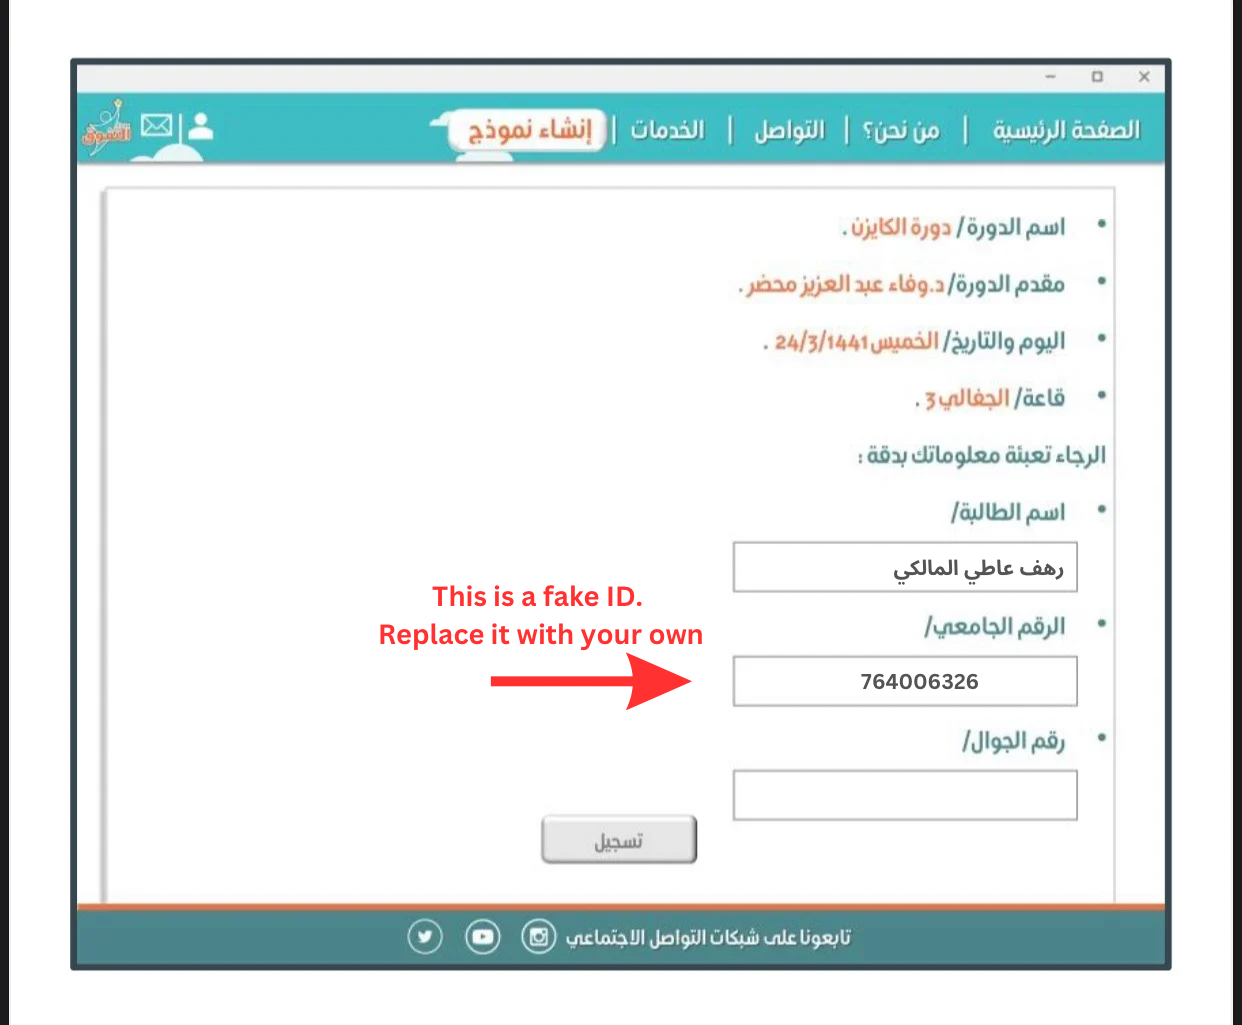 الصفحة الرئيسية | من نحن؟ | التواصل | الخدمات | إنشاء نموذج
الشوق
• اسم الدورة/ دورة الكايزن .
• مقدم الدورة/ د.وفاء عبد العزيز محضر .
• اليوم والتاريخ/ الخميس 24/3/1441 .
• قاعة/ الجفالي 3 .
الرجاء تعبئة معلوماتك بدقة :
• اسم الطالبة/
رهف عاطي المالكي
• الرقم الجامعي/
This is a fake ID.
Replace it with your own
764006326
• رقم الجوال/
تسجيل
تابعونا على شبكات التواصل الاجتماعي